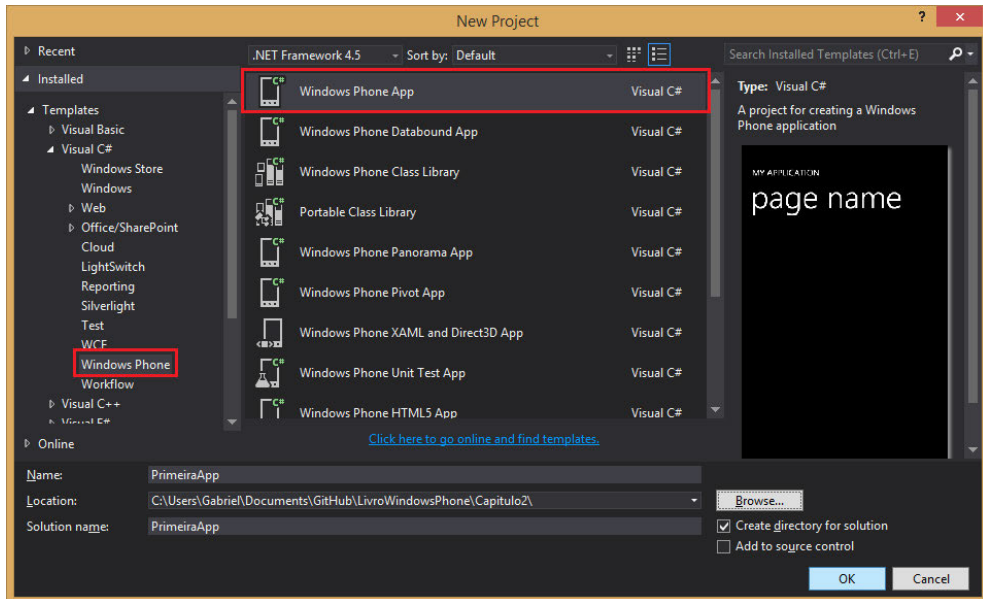 New Project
?
Recent
.NET Framework 4.5
Sort by: Default
Search Installed Templates (Ctrl+E)
Installed
Templates
Visual Basic
Visual C#
Windows Store
Windows
Web
Office/SharePoint
Cloud
LightSwitch
Reporting
Silverlight
Test
WCF
Windows Phone
Workflow
Visual C++
Visual F#
Online
C#
Windows Phone App Visual C#
C#
Windows Phone Databound App Visual C#
C#
Windows Phone Class Library Visual C#
C#
Portable Class Library Visual C#
C#
Windows Phone Panorama App Visual C#
C#
Windows Phone Pivot App Visual C#
Windows Phone XAML and Direct3D App Visual C#
C#
Windows Phone Unit Test App Visual C#
C#
Windows Phone HTML5 App Visual C#
Click here to go online and find templates.
Type: Visual C#
A project for creating a Windows
Phone application
MY APPLICATION
page name
Name: PrimeiraApp
Location: C:\Users\Gabriel\Documents\GitHub\LivroWindowsPhone\Capitulo2\
Browse...
Solution name: PrimeiraApp
Create directory for solution
Add to source control
OK
Cancel